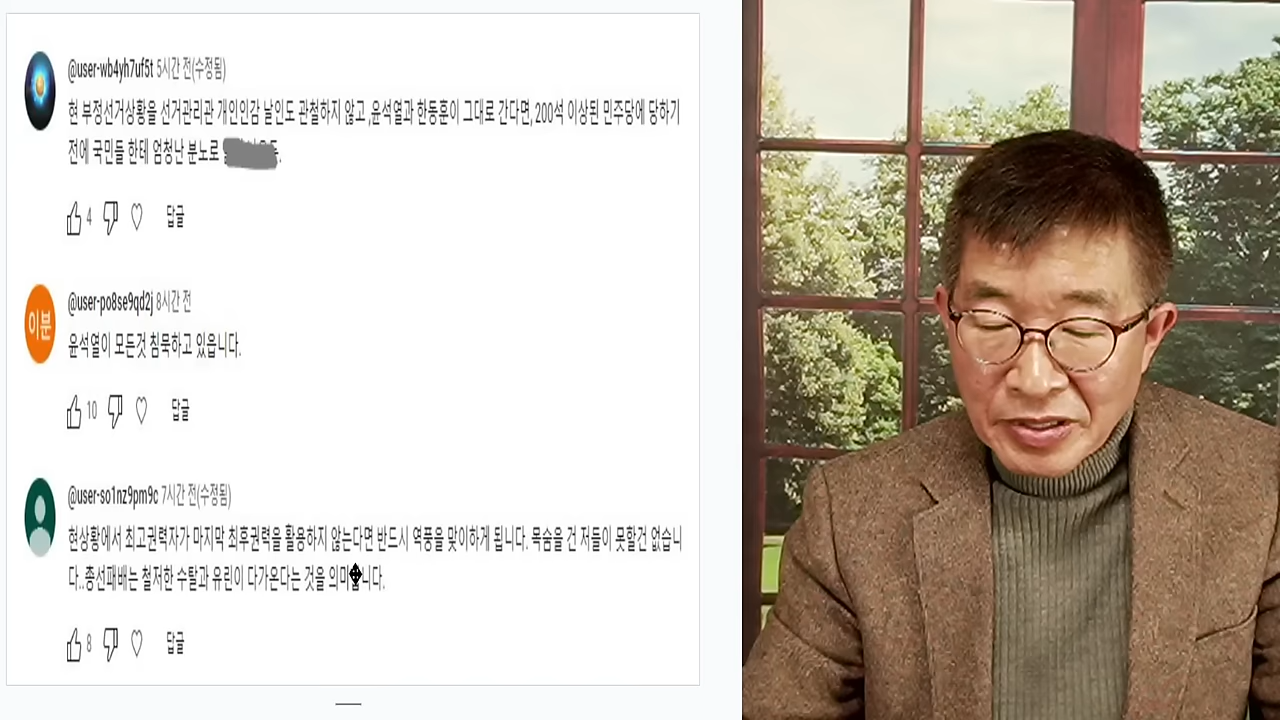 @user-wb4yh7uf5t 5시간 전(수정됨)
현 부정선거상황을 선거관리관 개인인감 날인도 관철하지 않고 ,윤석열과 한동훈이 그대로 간다면, 200석 이상된 민주당에 당하기
전에 국민들 한테 엄청난 분노로
4 답글
이분
@user-po8se9qd2j 8시간 전
윤석열이 모든것 침묵하고 있읍니다.
10 답글
@user-so1nz9pm9c 7시간 전(수정됨)
현상황에서 최고권력자가 마지막 최후권력을 활용하지 않는다면 반드시 역풍을 맞이하게 됩니다. 목숨을 건 저들이 못할건 없습니
다..총선패배는 철저한 수탈과 유린이 다가온다는 것을
8 답글